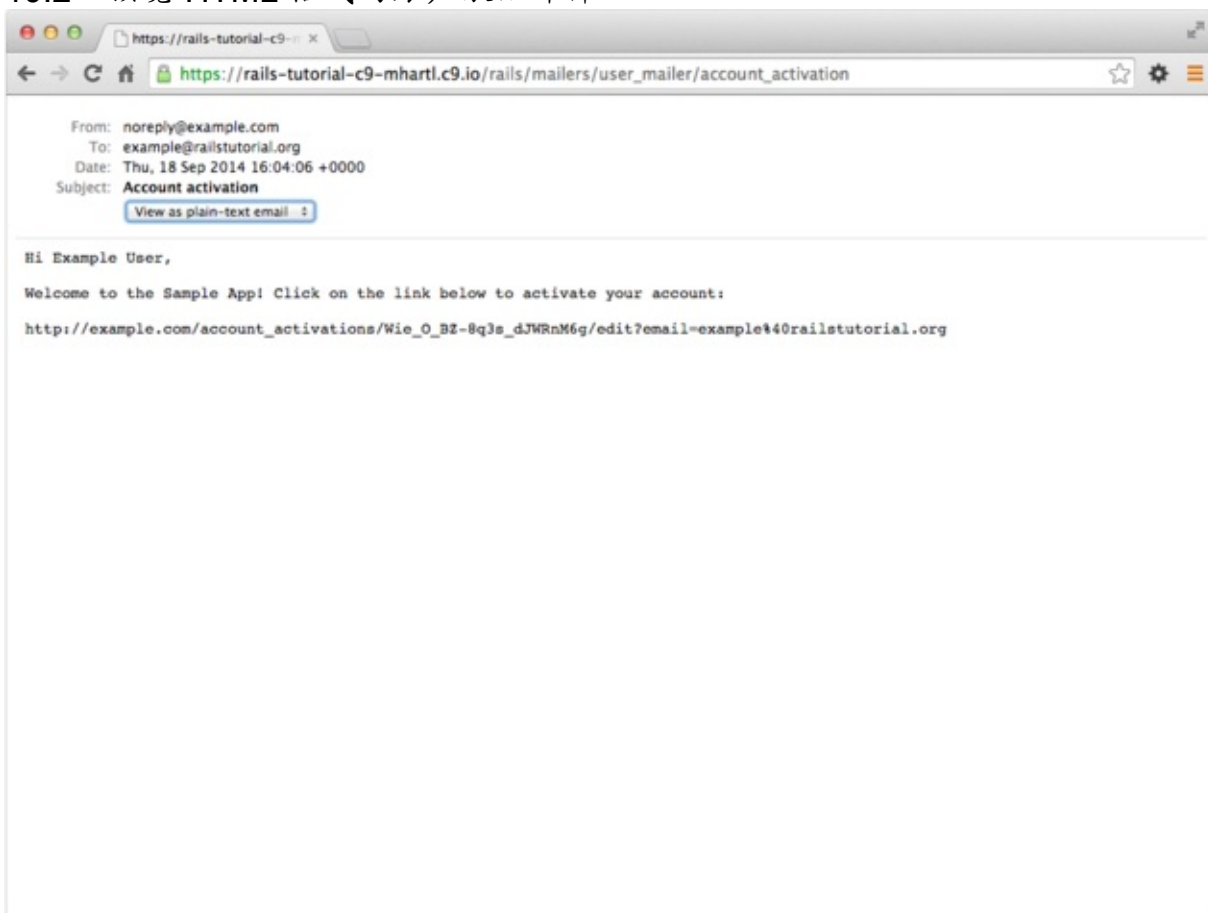 10.2 HTML
https://rails-tutorial-c9-
https://rails-tutorial-c9-mhartl.c9.io/rails/mailers/user_mailer/account_activation
From: noreply@example.com
To: example@railstutorial.org
Date: Thu, 18 Sep 2014 16:04:06 +0000
Subject: Account activation
View as plain-text email
Hi Example User,
Welcome to the Sample App! Click on the link below to activate your account:
http://example.com/account_activations/Wie_O_BZ-8q3s_dJWRnM6g/edit?email=example%40railstutorial.org